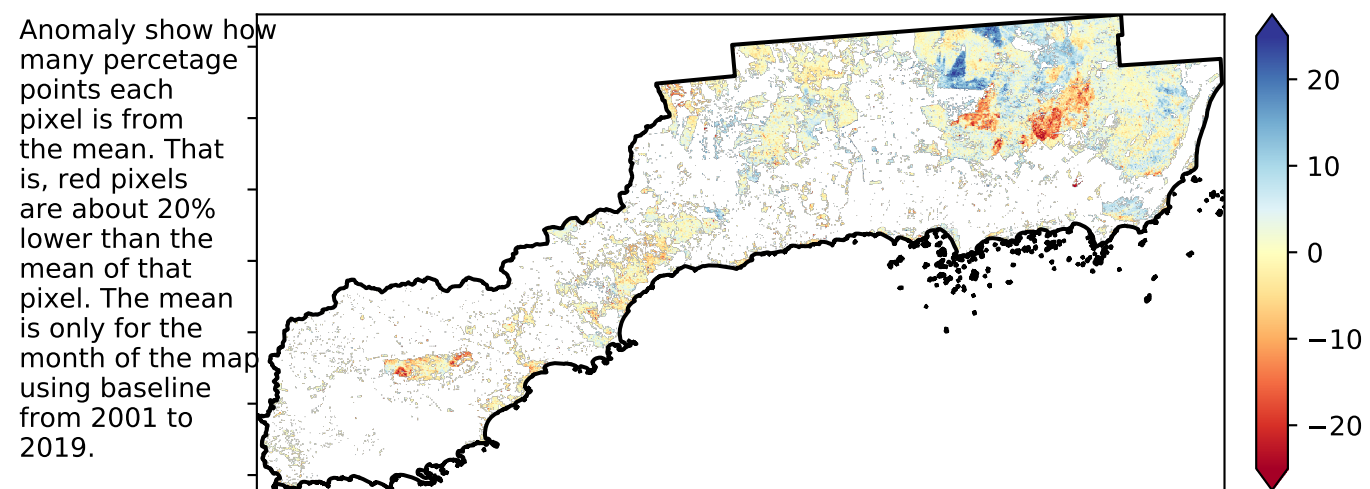 Anomaly show how
many percetage
points each
pixel is from
the mean. That
is, red pixels
are about 20%
lower than the
mean of that
pixel. The mean
is only for the
month of the map
using baseline
from 2001 to
2019.
20
10
0
−10
−20